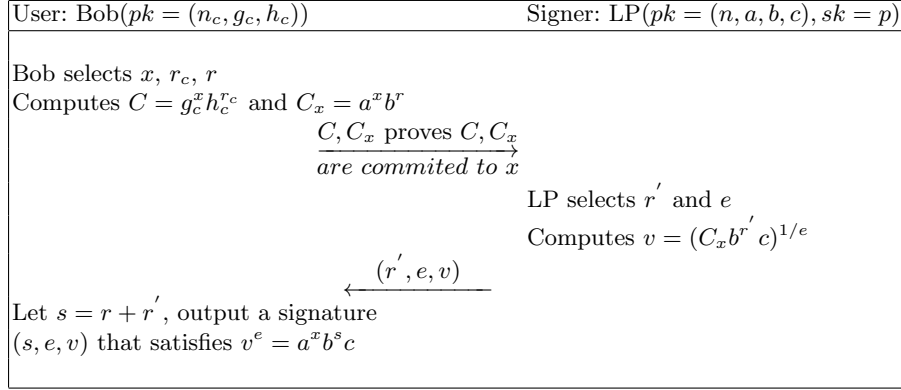 User: Bob(pk = (n_c, g_c, h_c)) Signer: LP(pk = (n, a, b, c), sk = p)
Bob selects x, r_c, r
Computes C = g_c^x h_c^{r_c} and C_x = a^x b^r
C, C_x proves C, C_x
are commited to x
LP selects r' and e
Computes v = (C_x b^{r'} c)^{1/e}
(r', e, v)
Let s = r + r', output a signature
(s, e, v) that satisfies v^e = a^x b^s c